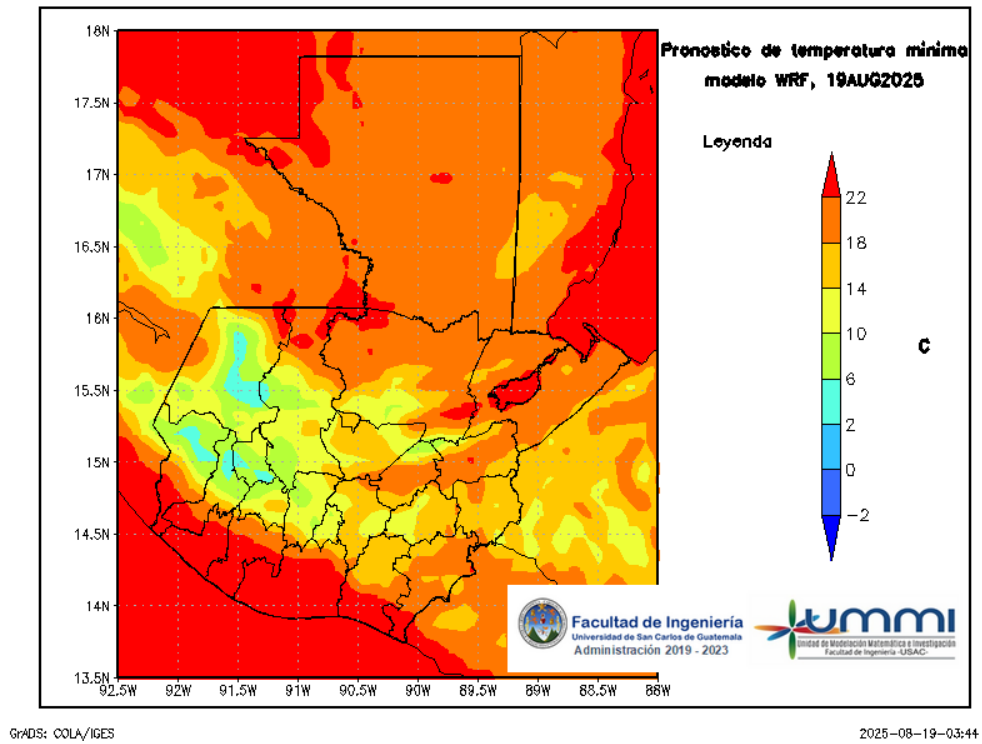 Pronostico de temperatura minima
modelo WRF, 19AUG2025
Leyenda
22
18
14
10
6
2
0
−2
C
18N
17.5N
17N
16.5N
16N
15.5N
15N
14.5N
14N
13.5N
92.5W 92W 91.5W 91W 90.5W 90W 89.5W 89W 88.5W 88W
Facultad de Ingeniería
Universidad de San Carlos de Guatemala
Administración 2019 - 2023
ummi
Unidad de Modelación Matemática e Investigación
Facultad de Ingeniería -USAC-
GrADS: COLA/IGES
2025-08-19-03:44